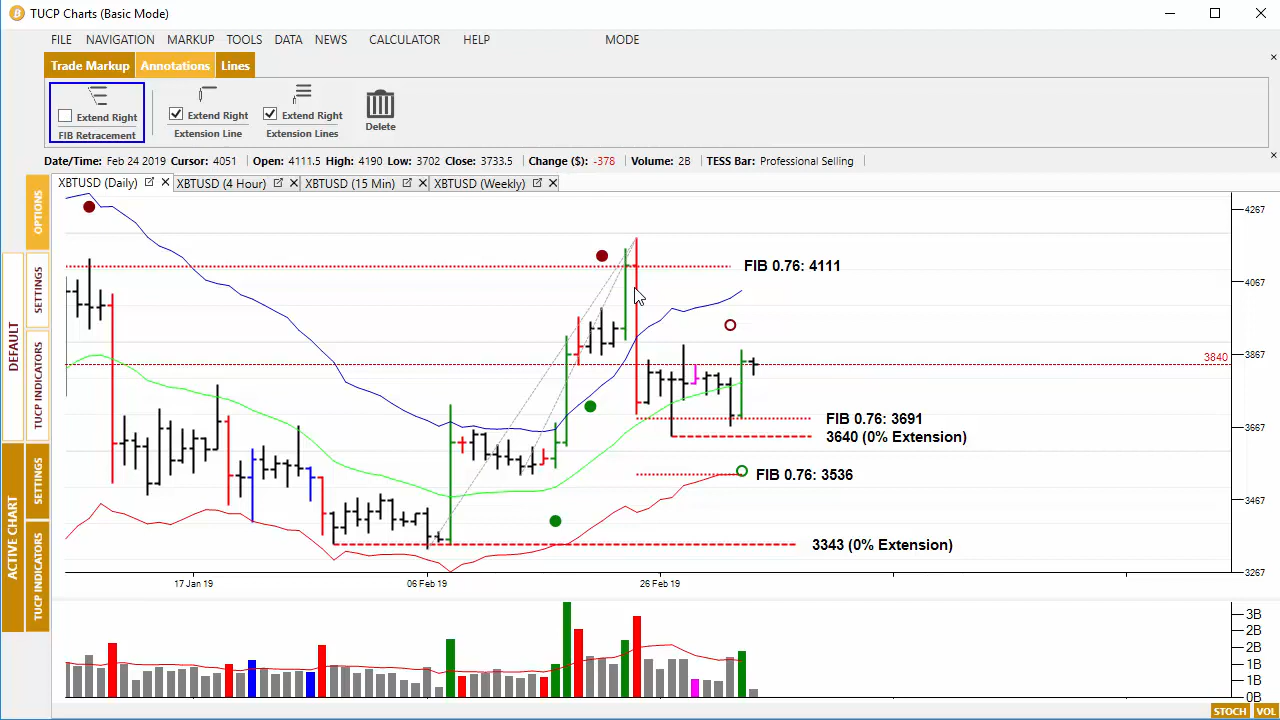 TUCP Charts (Basic Mode)
FILE NAVIGATION MARKUP TOOLS DATA NEWS CALCULATOR HELP MODE
Trade Markup Annotations Lines
Extend Right Extend Right Extend Right
FIB Retracement Extension Line Extension Lines Delete
Date/Time: Feb 24 2019 Cursor: 4051 Open: 4111.5 High: 4190 Low: 3702 Close: 3733.5 Change ($): -378 Volume: 2B TESS Bar: Professional Selling
XBTUSD (Daily) XBTUSD (4 Hour) XBTUSD (15 Min) XBTUSD (Weekly)
OPTIONS
DEFAULT
SETTINGS
TUCP INDICATORS
ACTIVE CHART
SETTINGS
TUCP INDICATORS
4267
FIB 0.76: 4111
4067
3867
3840
FIB 0.76: 3691
3667
3640 (0% Extension)
FIB 0.76: 3536
3467
3343 (0% Extension)
3267
17 Jan 19 06 Feb 19 26 Feb 19
3B
2B
2B
1B
1B
0B
STOCH VOL